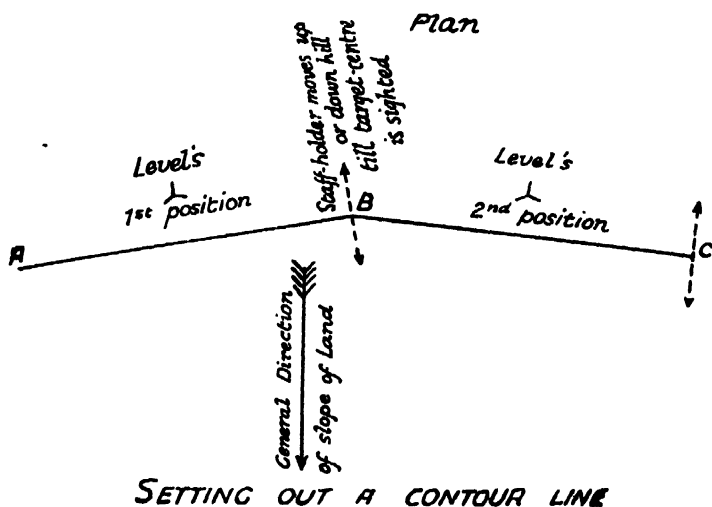 Plan
Staff-holder moves up
or down hill
till target-centre
is sighted
Level's
1st position
Level's
2nd position
A
B
C
General Direction
of slope of Land
SETTING OUT A CONTOUR LINE